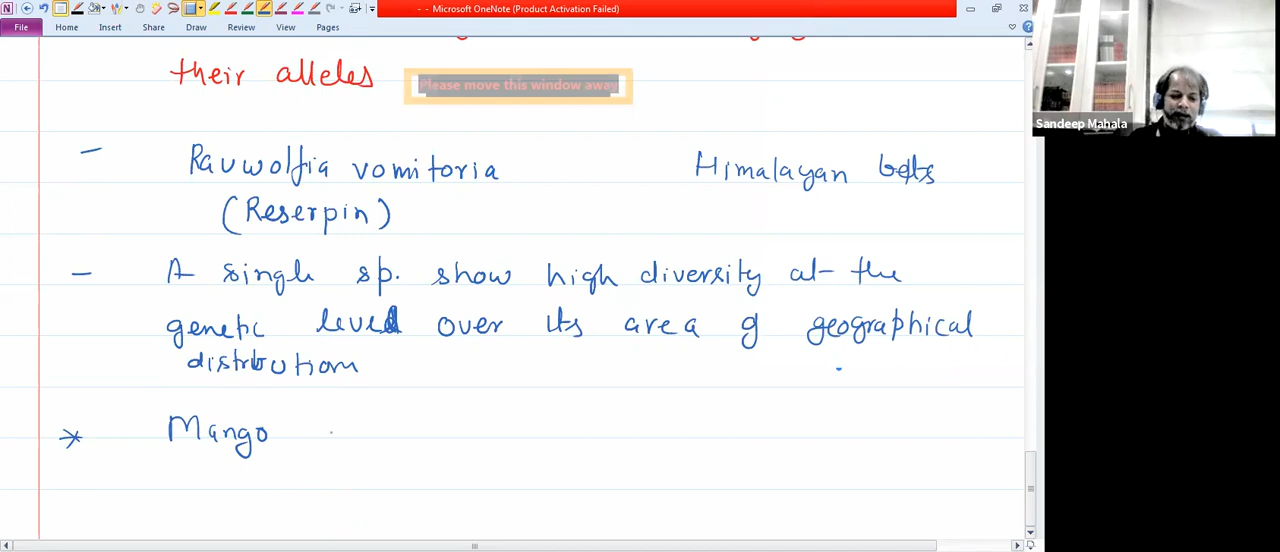 - - Microsoft OneNote (Product Activation Failed)
File Home Insert Share Draw Review View Pages
their alleles
Please move this window away
Sandeep Mahala
- Rauwolfia vomitoria Himalayan belts
(Reserpin)
- A single sp. show high diversity at the
genetic level over its area of geographical
distribution
* Mango